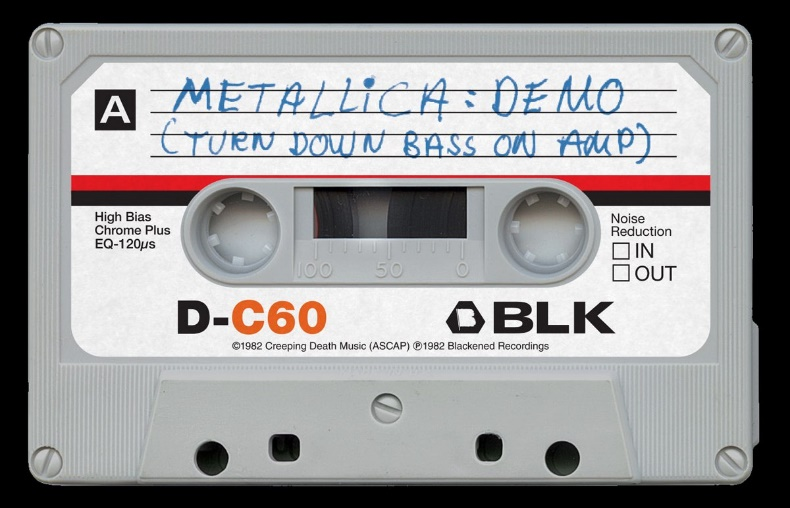 A
METALLiCA: DEMO
(TURN DOWN BASS ON AMP)
High Bias
Chrome Plus
EQ-120µs
Noise
Reduction
IN
OUT
100 50 0
D-C60
BLK
©1982 Creeping Death Music (ASCAP) ℗1982 Blackened Recordings